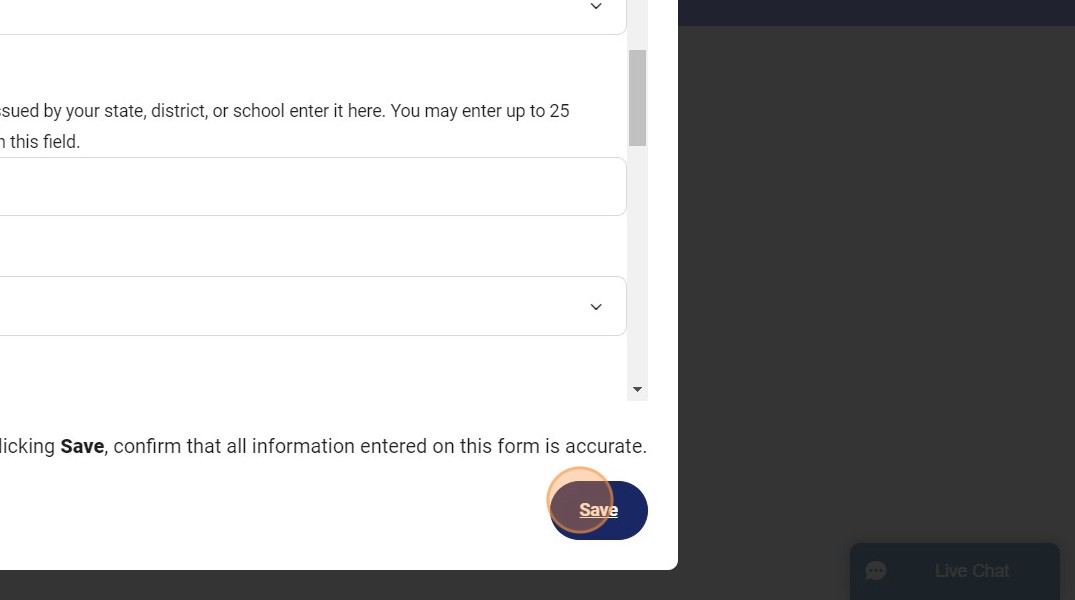 sued by your state, district, or school enter it here. You may enter up to 25
this field.
licking Save, confirm that all information entered on this form is accurate.
Save
Live Chat